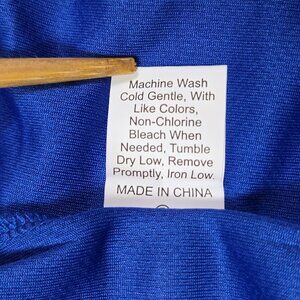 Machine Wash
Cold Gentle, With
Like Colors,
Non-Chlorine
Bleach When
Needed, Tumble
Dry Low, Remove
Promptly, Iron Low.
MADE IN CHINA